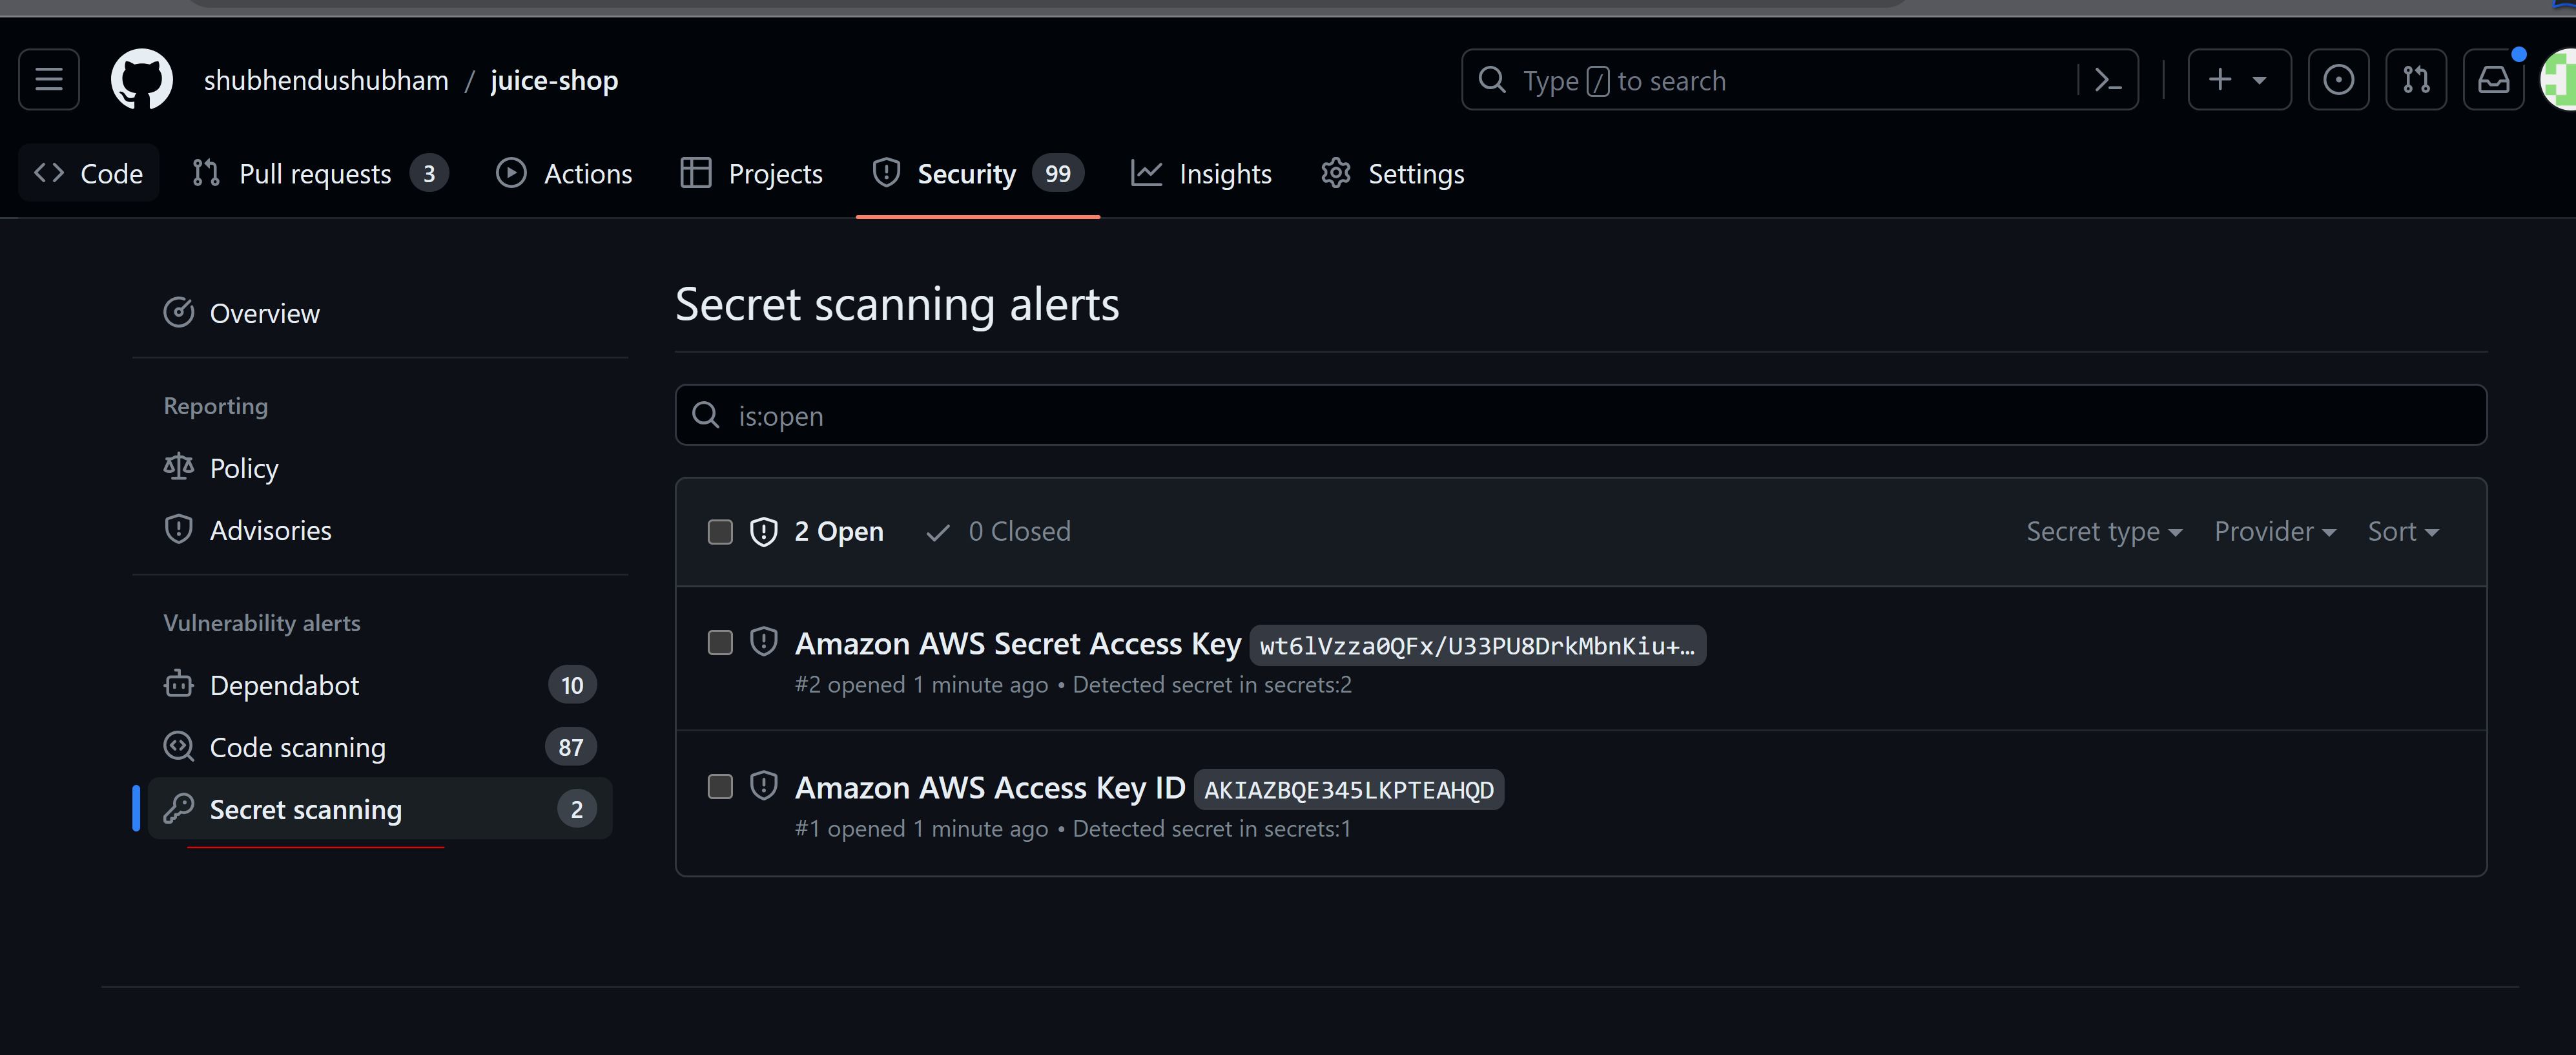 shubhendushubham / juice-shop
Type / to search
Code
Pull requests 3
Actions
Projects
Security 99
Insights
Settings
Overview
Reporting
Policy
Advisories
Vulnerability alerts
Dependabot 10
Code scanning 87
Secret scanning 2
Secret scanning alerts
is:open
2 Open 0 Closed Secret type Provider Sort
Amazon AWS Secret Access Key wt6lVzza0QFx/U33PU8DrkMbnKiu+…
#2 opened 1 minute ago • Detected secret in secrets:2
Amazon AWS Access Key ID AKIAZBQE345LKPTEAHQD
#1 opened 1 minute ago • Detected secret in secrets:1